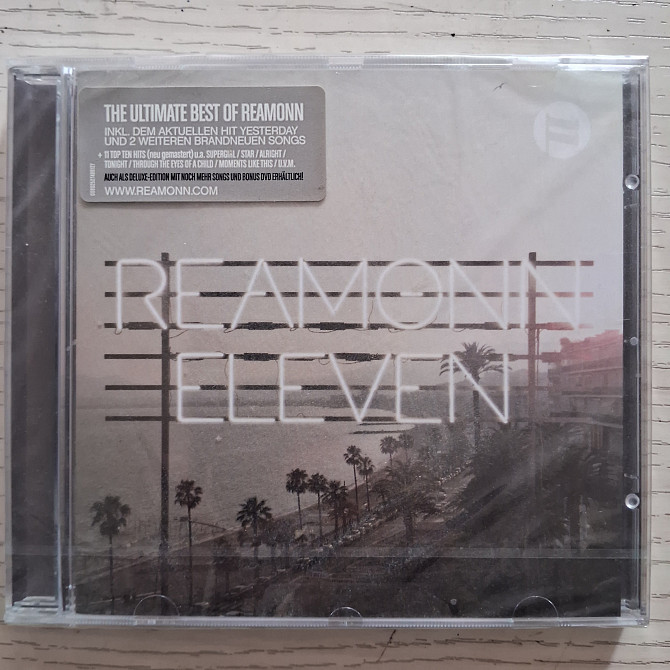 THE ULTIMATE BEST OF REAMONN
INKL. DEM AKTUELLEN HIT YESTERDAY
UND 2 WEITEREN BRANDNEUEN SONGS
+ 11 TOP TEN HITS (neu gemastert) u.a. SUPERGIRL / STAR / ALRIGHT /
TONIGHT / THROUGH THE EYES OF A CHILD / MOMENTS LIKE THIS / U.V.M.
AUCH ALS DELUXE-EDITION MIT NOCH MEHR SONGS UND BONUS DVD ERHÄLTLICH!
WWW.REAMONN.COM
REAMONN
ELEVEN